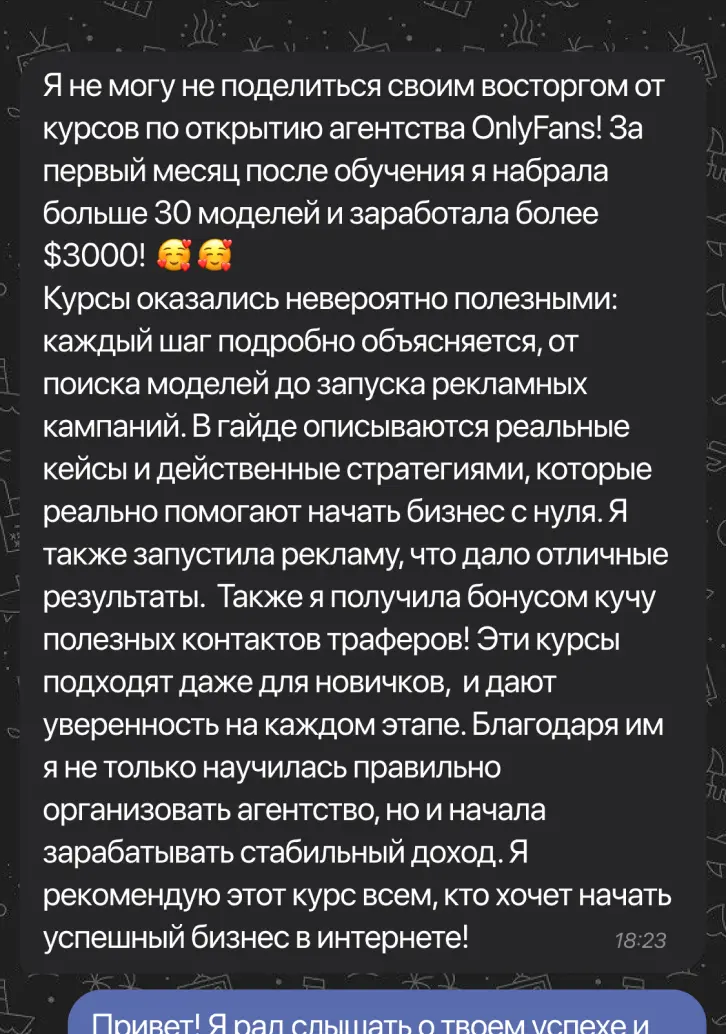 Я не могу не поделиться своим восторгом от
курсов по открытию агентства OnlyFans! За
первый месяц после обучения я набрала
больше 30 моделей и заработала более
$3000! 🥰 🥰
Курсы оказались невероятно полезными:
каждый шаг подробно объясняется, от
поиска моделей до запуска рекламных
кампаний. В гайде описываются реальные
кейсы и действенные стратегиями, которые
реально помогают начать бизнес с нуля. Я
также запустила рекламу, что дало отличные
результаты.  Также я получила бонусом кучу
полезных контактов траферов! Эти курсы
подходят даже для новичков,  и дают
уверенность на каждом этапе. Благодаря им
я не только научилась правильно
организовать агентство, но и начала
зарабатывать стабильный доход. Я
рекомендую этот курс всем, кто хочет начать
успешный бизнес в интернете!
18:23
Привет! Я рад слышать о твоем успехе и